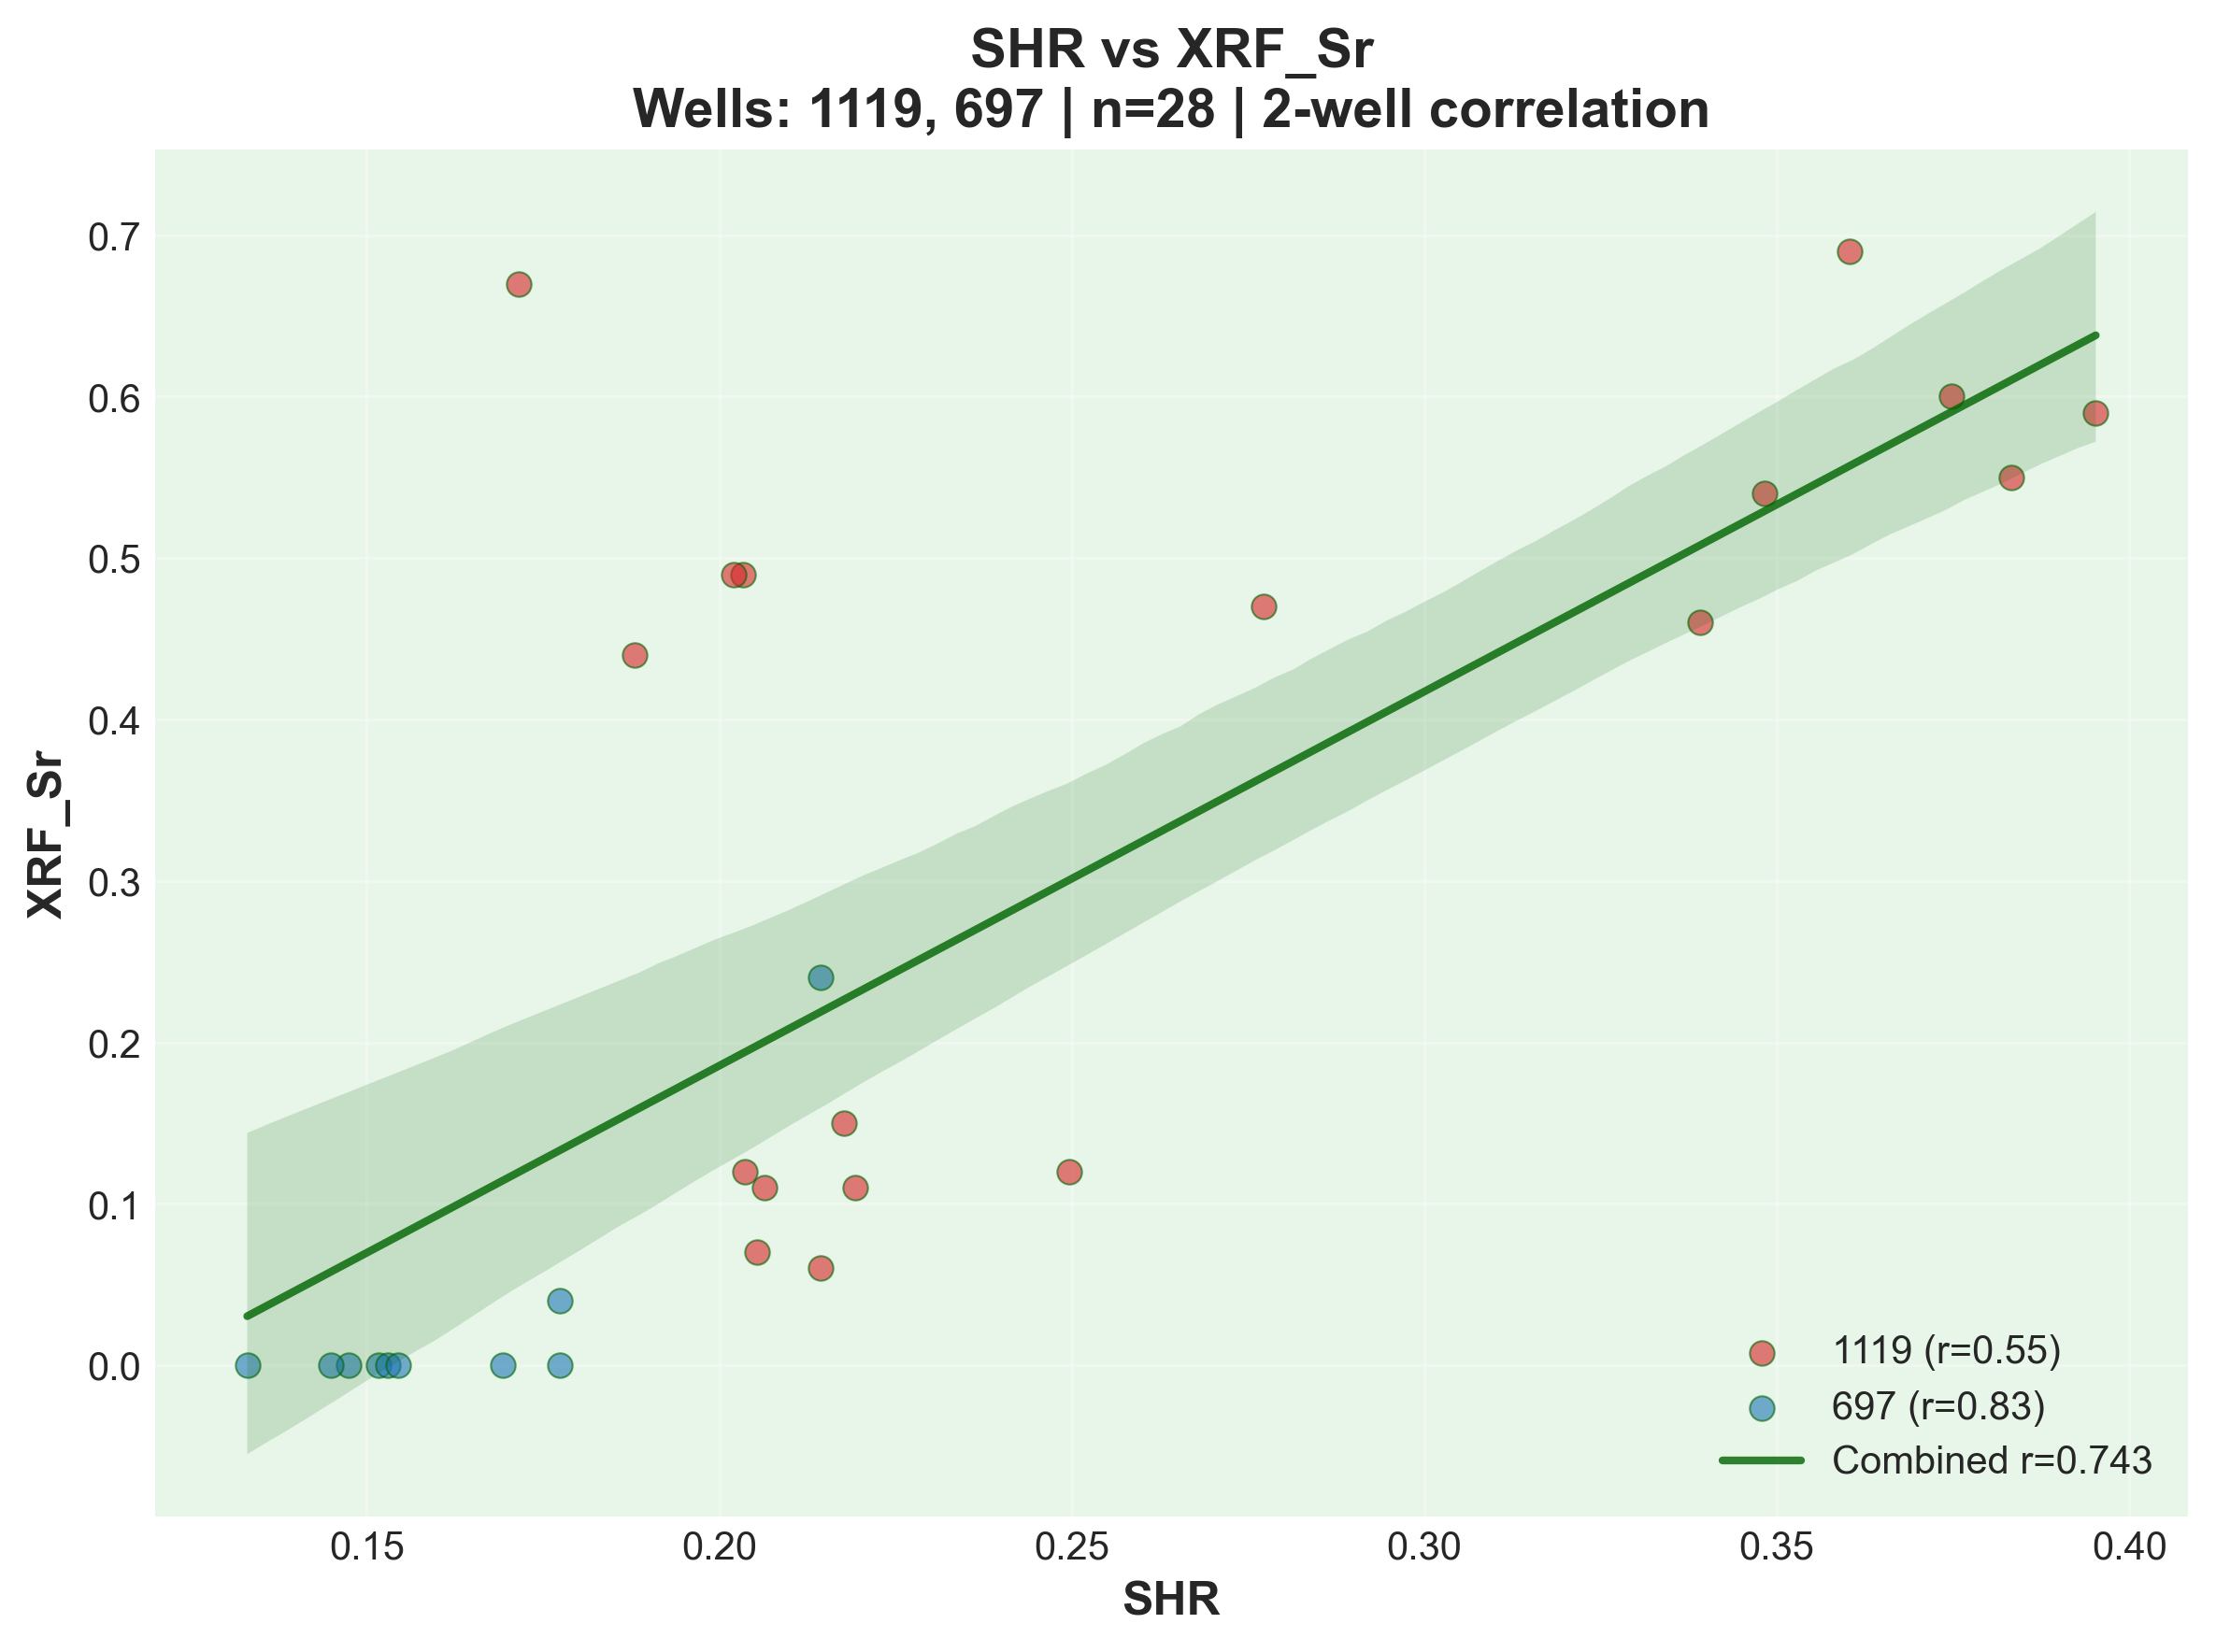 SHR vs XRF_Sr
Wells: 1119, 697 | n=28 | 2-well correlation
XRF_Sr
0.7
0.6
0.5
0.4
0.3
0.2
0.1
0.0
1119 (r=0.55)
697 (r=0.83)
Combined r=0.743
0.15 0.20 0.25 0.30 0.35 0.40
SHR